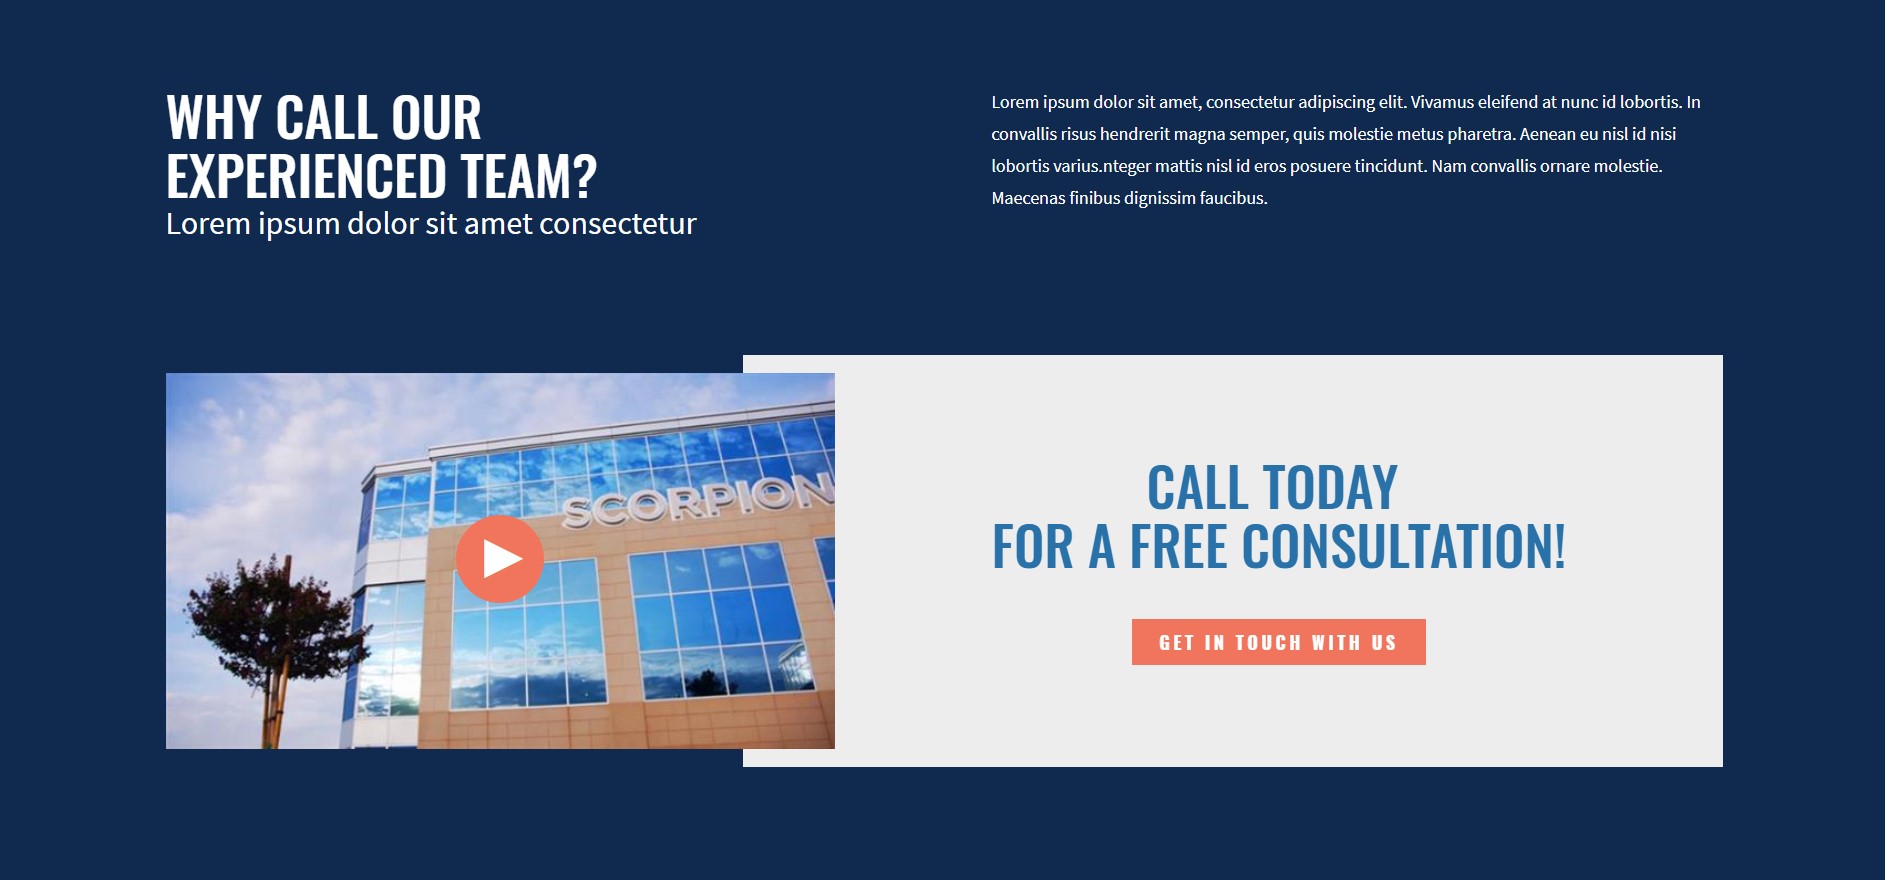 WHY CALL OUR
EXPERIENCED TEAM?
Lorem ipsum dolor sit amet consectetur
Lorem ipsum dolor sit amet, consectetur adipiscing elit. Vivamus eleifend at nunc id lobortis. In
convallis risus hendrerit magna semper, quis molestie metus pharetra. Aenean eu nisl id nisi
lobortis varius.nteger mattis nisl id eros posuere tincidunt. Nam convallis ornare molestie.
Maecenas finibus dignissim faucibus.
SCORPION
CALL TODAY
FOR A FREE CONSULTATION!
GET IN TOUCH WITH US